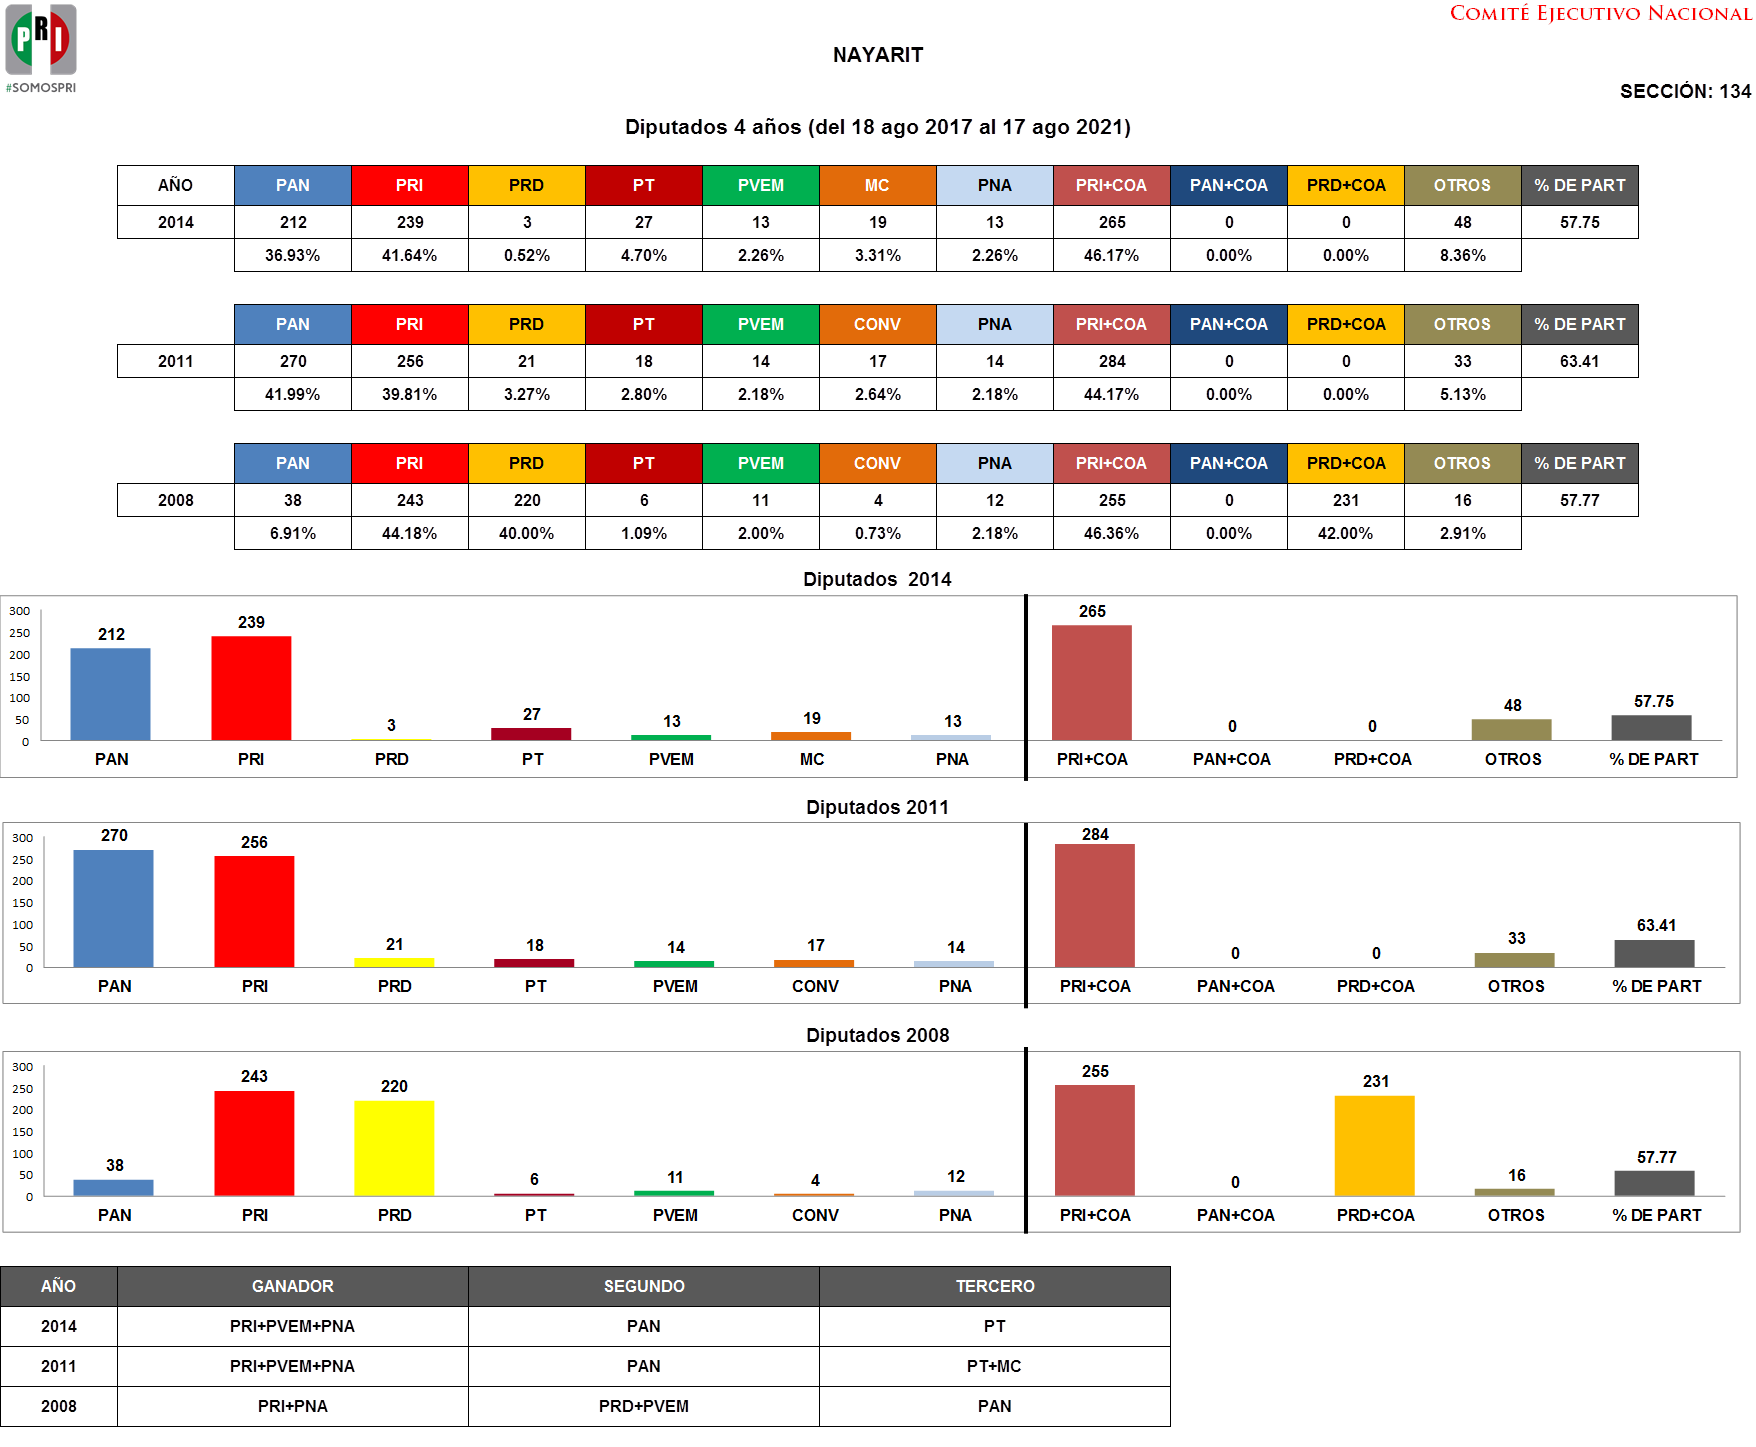 PRI
#SOMOSPRI
COMITÉ EJECUTIVO NACIONAL
NAYARIT
SECCIÓN: 134
Diputados 4 años (del 18 ago 2017 al 17 ago 2021)
AÑO PAN PRI PRD PT PVEM MC PNA PRI+COA PAN+COA PRD+COA OTROS % DE PART
2014 212 239 3 27 13 19 13 265 0 0 48 57.75
36.93% 41.64% 0.52% 4.70% 2.26% 3.31% 2.26% 46.17% 0.00% 0.00% 8.36%
PAN PRI PRD PT PVEM CONV PNA PRI+COA PAN+COA PRD+COA OTROS % DE PART
2011 270 256 21 18 14 17 14 284 0 0 33 63.41
41.99% 39.81% 3.27% 2.80% 2.18% 2.64% 2.18% 44.17% 0.00% 0.00% 5.13%
PAN PRI PRD PT PVEM CONV PNA PRI+COA PAN+COA PRD+COA OTROS % DE PART
2008 38 243 220 6 11 4 12 255 0 231 16 57.77
6.91% 44.18% 40.00% 1.09% 2.00% 0.73% 2.18% 46.36% 0.00% 42.00% 2.91%
Diputados 2014
300
250
200
150
100
50
0
212 239 3 27 13 19 13 265 0 0 48 57.75
PAN PRI PRD PT PVEM MC PNA PRI+COA PAN+COA PRD+COA OTROS % DE PART
Diputados 2011
300
250
200
150
100
50
0
270 256 21 18 14 17 14 284 0 0 33 63.41
PAN PRI PRD PT PVEM CONV PNA PRI+COA PAN+COA PRD+COA OTROS % DE PART
Diputados 2008
300
250
200
150
100
50
0
38 243 220 6 11 4 12 255 0 231 16 57.77
PAN PRI PRD PT PVEM CONV PNA PRI+COA PAN+COA PRD+COA OTROS % DE PART
AÑO GANADOR SEGUNDO TERCERO
2014 PRI+PVEM+PNA PAN PT
2011 PRI+PVEM+PNA PAN PT+MC
2008 PRI+PNA PRD+PVEM PAN